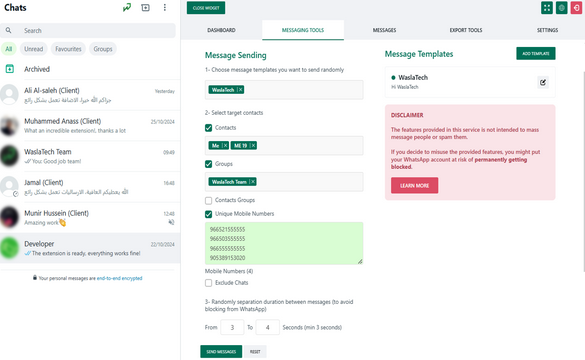 Chats
Search
All
Unread
Favourites
Groups
Archived
Ali Al-saleh (Client)
Yesterday
جزاكم الله خيرا، الاضافة تعمل بشكل رائع
Muhammed Anass (Client)
25/10/2024
What an incredible extension!. thanks a lot
WaslaTech Team
09:49
You: Good job team!
Jamal (Client)
16:48
الله يعطيكم العافية، الإرساليات تعمل بشكل رائع
Munir Hussein (Client)
12:46
Amazing work
Developer
22/10/2024
The extension is ready, everything works fine!
Your personal messages are end-to-end encrypted
CLOSE WIDGET
DASHBOARD
MESSAGING TOOLS
MESSAGES
EXPORT TOOLS
SETTINGS
Message Sending
1- Choose message templates you want to send randomly
WaslaTech | ×
2- Select target contacts
Contacts
Me | ×
ME 19 | ×
Groups
WaslaTech Team | ×
Contacts Groups
Unique Mobile Numbers
966521555555
966503555555
966555555555
905389153020
Mobile Numbers (4)
Exclude Chats
3- Randomly separation duration between messages (to avoid
blocking from WhatsApp)
From 3 To 4 Seconds (min 3 seconds)
SEND MESSAGES
RESET
Message Templates
ADD TEMPLATE
WaslaTech
Hi WaslaTech
DISCLAIMER
The features provided in this service is not intended to mass
message people or spam them.
If you decide to misuse the provided features, you might put
your WhatsApp account at risk of permanently getting
blocked.
LEARN MORE